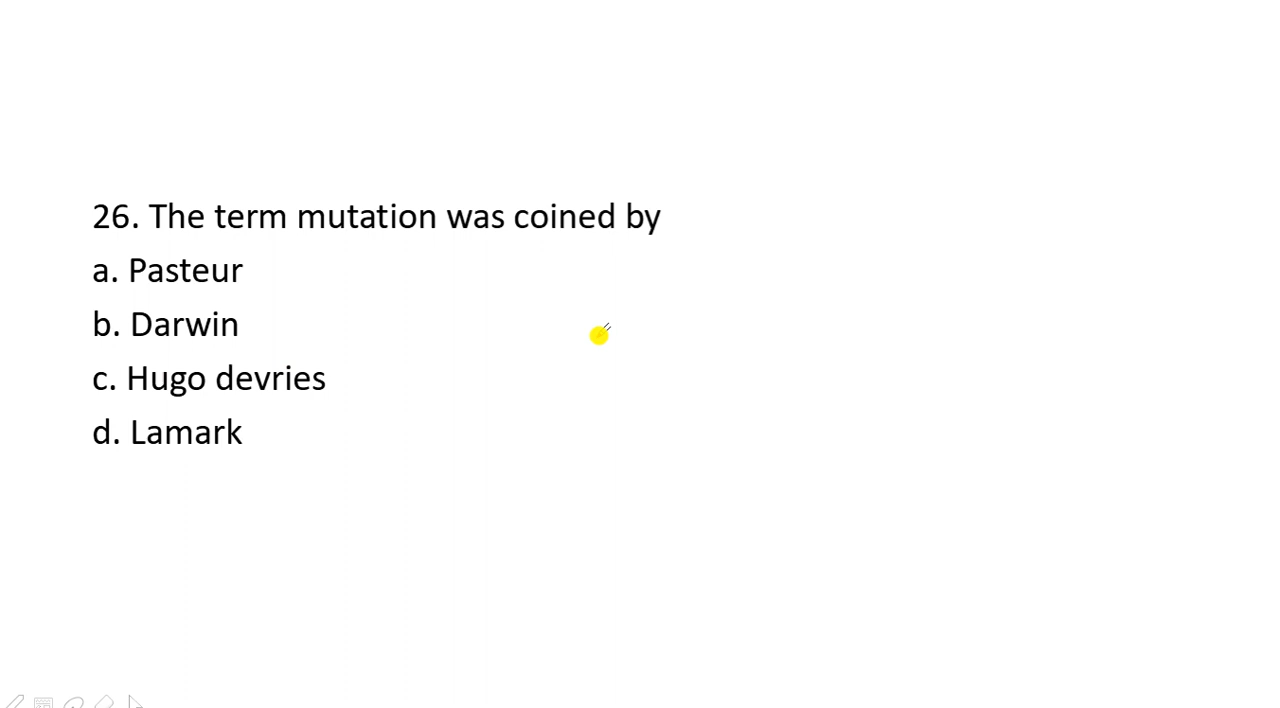 26. The term mutation was coined by
a. Pasteur
b. Darwin
c. Hugo devries
d. Lamark